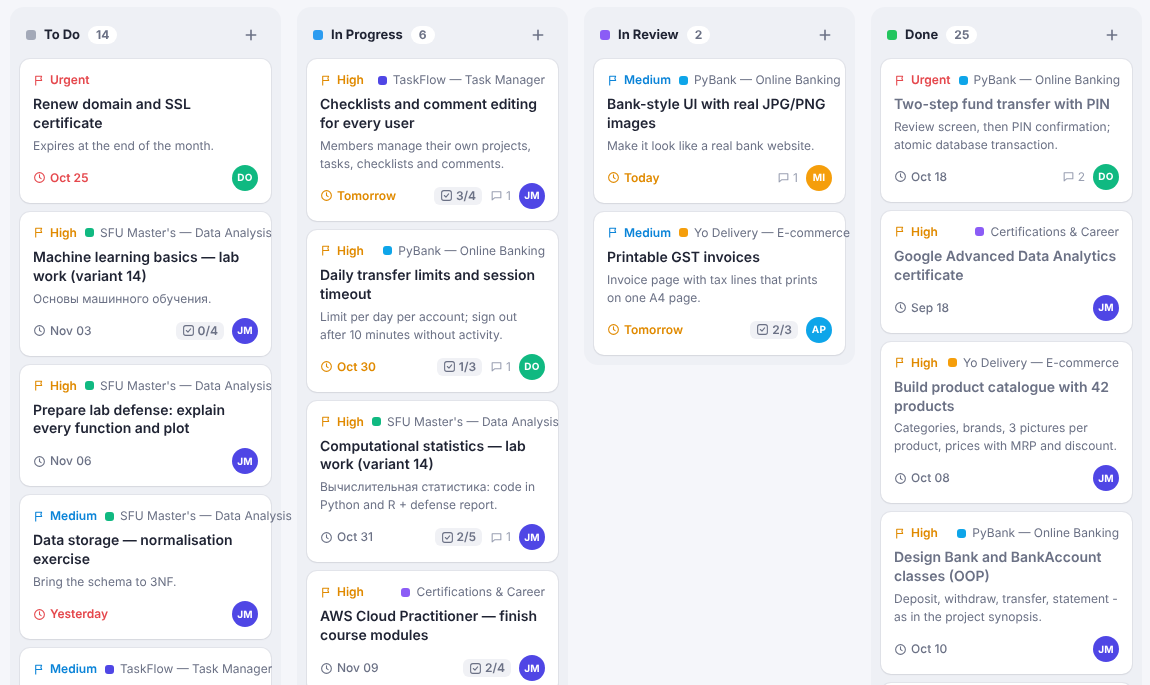 To Do 14
Urgent
Renew domain and SSL
certificate
Expires at the end of the month.
Oct 25 DO
High SFU Master's — Data Analysis
Machine learning basics — lab
work (variant 14)
Основы машинного обучения.
Nov 03 0/4 JM
High SFU Master's — Data Analysis
Prepare lab defense: explain
every function and plot
Nov 06 JM
Medium SFU Master's — Data Analysis
Data storage — normalisation
exercise
Bring the schema to 3NF.
Yesterday JM
Medium TaskFlow — Task Manager
In Progress 6
High TaskFlow — Task Manager
Checklists and comment editing
for every user
Members manage their own projects,
tasks, checklists and comments.
Tomorrow 3/4 1 JM
High PyBank — Online Banking
Daily transfer limits and session
timeout
Limit per day per account; sign out
after 10 minutes without activity.
Oct 30 1/3 1 DO
High SFU Master's — Data Analysis
Computational statistics — lab
work (variant 14)
Вычислительная статистика: code in
Python and R + defense report.
Oct 31 2/5 1 JM
High Certifications & Career
AWS Cloud Practitioner — finish
course modules
Nov 09 2/4 JM
In Review 2
Medium PyBank — Online Banking
Bank-style UI with real JPG/PNG
images
Make it look like a real bank website.
Today 1 MI
Medium Yo Delivery — E-commerce
Printable GST invoices
Invoice page with tax lines that prints
on one A4 page.
Tomorrow 2/3 AP
Done 25
Urgent PyBank — Online Banking
Two-step fund transfer with PIN
Review screen, then PIN confirmation;
atomic database transaction.
Oct 18 2 DO
High Certifications & Career
Google Advanced Data Analytics
certificate
Sep 18 JM
High Yo Delivery — E-commerce
Build product catalogue with 42
products
Categories, brands, 3 pictures per
product, prices with MRP and discount.
Oct 08 JM
High PyBank — Online Banking
Design Bank and BankAccount
classes (OOP)
Deposit, withdraw, transfer, statement -
as in the project synopsis.
Oct 10 JM